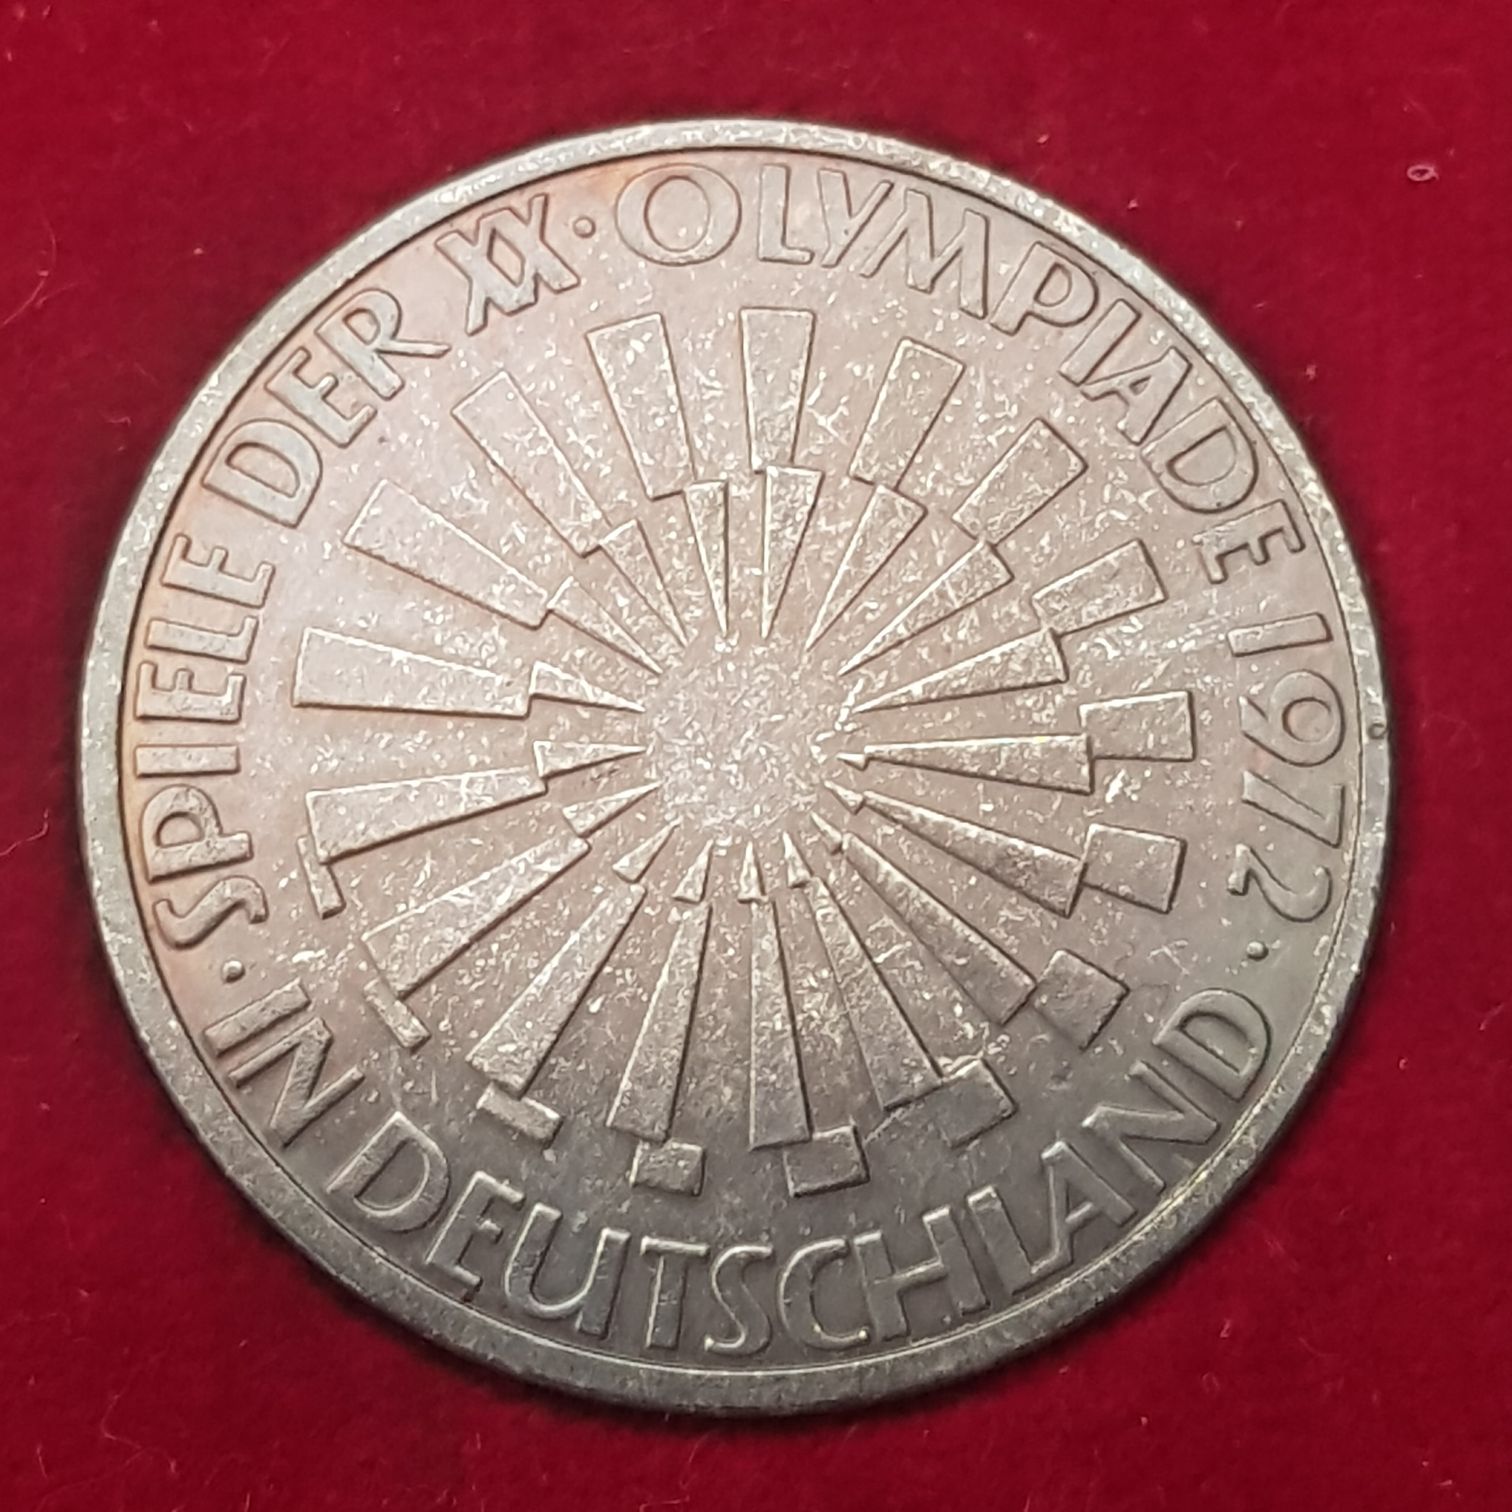 SPIELE DER XX · OLYMPIADE 1972 ·
IN DEUTSCHLAND ·